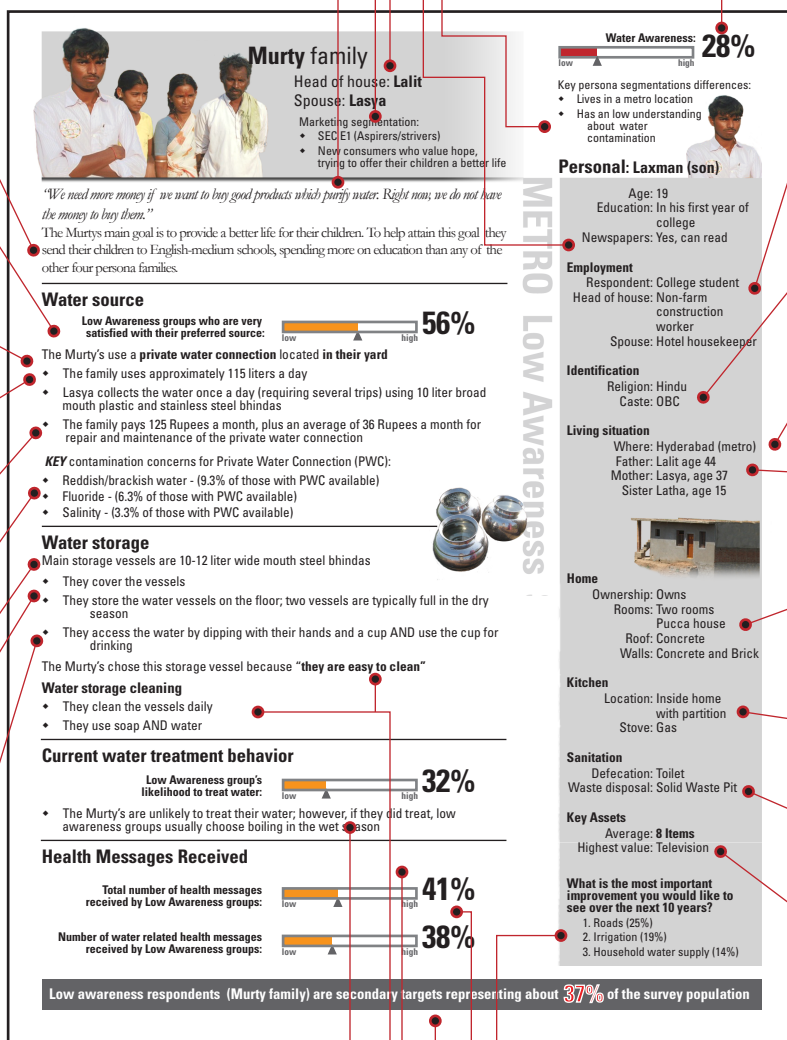 Murty family
Head of house: Lalit
Spouse: Lasya
Marketing segmentation:
SEC E1 (Aspirers/strivers)
New consumers who value hope,
trying to offer their children a better life
"We need more money if we want to buy good products which purify water. Right now, we do not have
the money to buy them."
The Murtys main goal is to provide a better life for their children. To help attain this goal they
send their children to English-medium schools, spending more on education than any of the
other four persona families.
Water source
Low Awareness groups who are very
satisfied with their preferred source:
low high 56%
The Murty's use a private water connection located in their yard
The family uses approximately 115 liters a day
Lasya collects the water once a day (requiring several trips) using 10 liter broad
mouth plastic and stainless steel bhindas
The family pays 125 Rupees a month, plus an average of 36 Rupees a month for
repair and maintenance of the private water connection
KEY contamination concerns for Private Water Connection (PWC):
Reddish/brackish water - (9.3% of those with PWC available)
Fluoride - (6.3% of those with PWC available)
Salinity - (3.3% of those with PWC available)
Water storage
Main storage vessels are 10-12 liter wide mouth steel bhindas
They cover the vessels
They store the water vessels on the floor; two vessels are typically full in the dry
season
They access the water by dipping with their hands and a cup AND use the cup for
drinking
The Murty's chose this storage vessel because "they are easy to clean"
Water storage cleaning
They clean the vessels daily
They use soap AND water
Current water treatment behavior
Low Awareness group's
likelihood to treat water:
low high 32%
The Murty's are unlikely to treat their water; however, if they did treat, low
awareness groups usually choose boiling in the wet season
Health Messages Received
Total number of health messages
received by Low Awareness groups:
low high 41%
Number of water related health messages
received by Low Awareness groups:
low high 38%
METRO Low Awareness
Water Awareness:
low high 28%
Key persona segmentations differences:
Lives in a metro location
Has an low understanding
about water
contamination
Personal: Laxman (son)
Age: 19
Education: In his first year of
college
Newspapers: Yes, can read
Employment
Respondent: College student
Head of house: Non-farm
construction
worker
Spouse: Hotel housekeeper
Identification
Religion: Hindu
Caste: OBC
Living situation
Where: Hyderabad (metro)
Father: Lalit age 44
Mother: Lasya, age 37
Sister Latha, age 15
Home
Ownership: Owns
Rooms: Two rooms
Pucca house
Roof: Concrete
Walls: Concrete and Brick
Kitchen
Location: Inside home
with partition
Stove: Gas
Sanitation
Defecation: Toilet
Waste disposal: Solid Waste Pit
Key Assets
Average: 8 Items
Highest value: Television
What is the most important
improvement you would like to
see over the next 10 years?
1. Roads (25%)
2. Irrigation (19%)
3. Household water supply (14%)
Low awareness respondents (Murty family) are secondary targets representing about 37% of the survey population